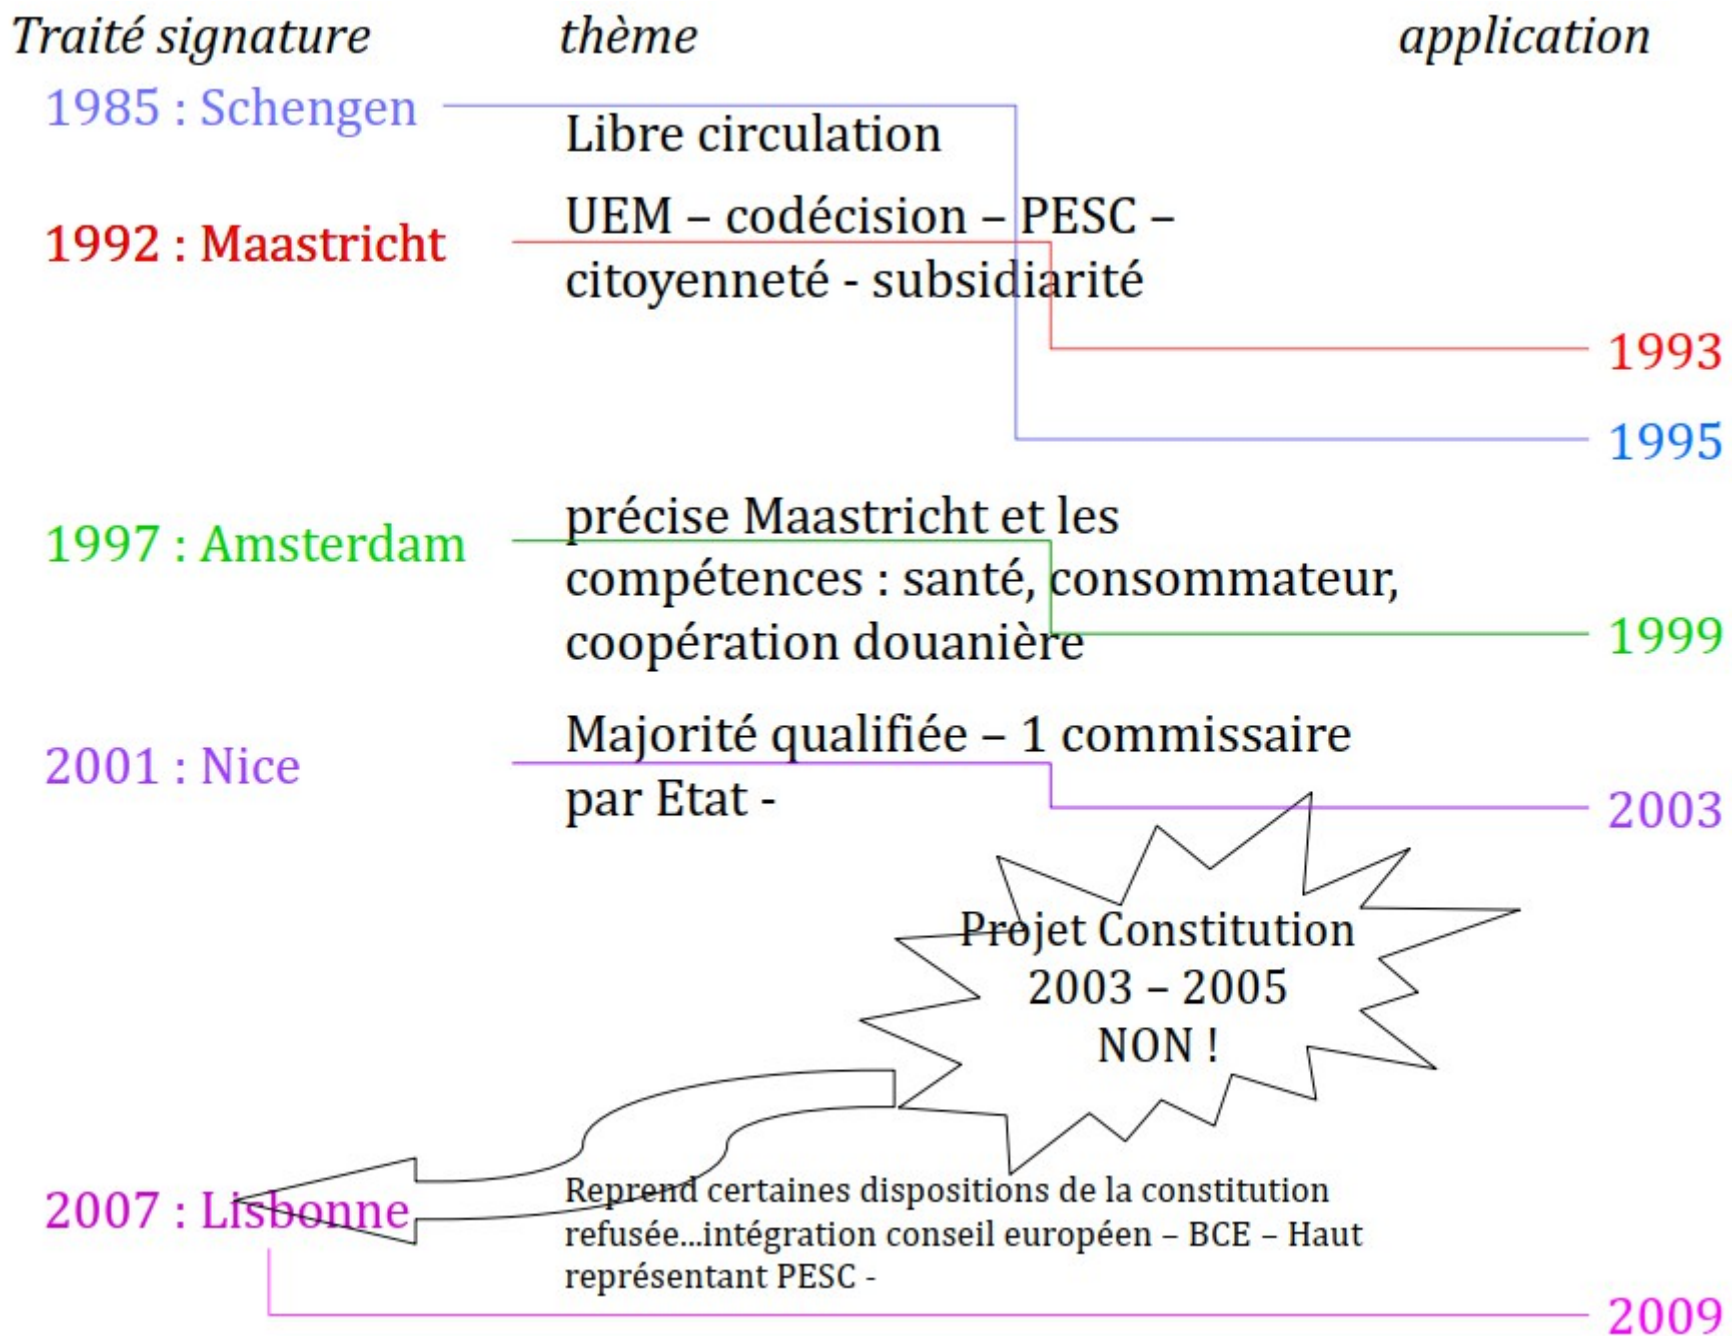 Traité signature thème application
1985 : Schengen
Libre circulation
1992 : Maastricht
UEM – codécision – PESC –
citoyenneté - subsidiarité
1993
1995
1997 : Amsterdam
précise Maastricht et les
compétences : santé, consommateur,
coopération douanière
1999
2001 : Nice
Majorité qualifiée – 1 commissaire
par Etat -
2003
Projet Constitution
2003 – 2005
NON !
2007 : Lisbonne
Reprend certaines dispositions de la constitution
refusée...intégration conseil européen – BCE – Haut
représentant PESC -
2009